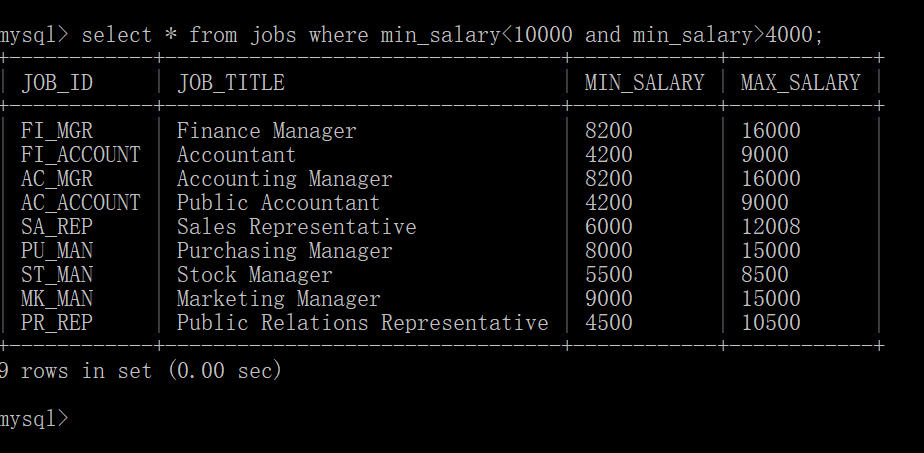 mysql> select * from jobs where min_salary<10000 and min_salary>4000;
+------------+---------------------------------+------------+------------+
| JOB_ID | JOB_TITLE | MIN_SALARY | MAX_SALARY |
+------------+---------------------------------+------------+------------+
| FI_MGR | Finance Manager | 8200 | 16000 |
| FI_ACCOUNT | Accountant | 4200 | 9000 |
| AC_MGR | Accounting Manager | 8200 | 16000 |
| AC_ACCOUNT | Public Accountant | 4200 | 9000 |
| SA_REP | Sales Representative | 6000 | 12008 |
| PU_MAN | Purchasing Manager | 8000 | 15000 |
| ST_MAN | Stock Manager | 5500 | 8500 |
| MK_MAN | Marketing Manager | 9000 | 15000 |
| PR_REP | Public Relations Representative | 4500 | 10500 |
+------------+---------------------------------+------------+------------+
9 rows in set (0.00 sec)
mysql>